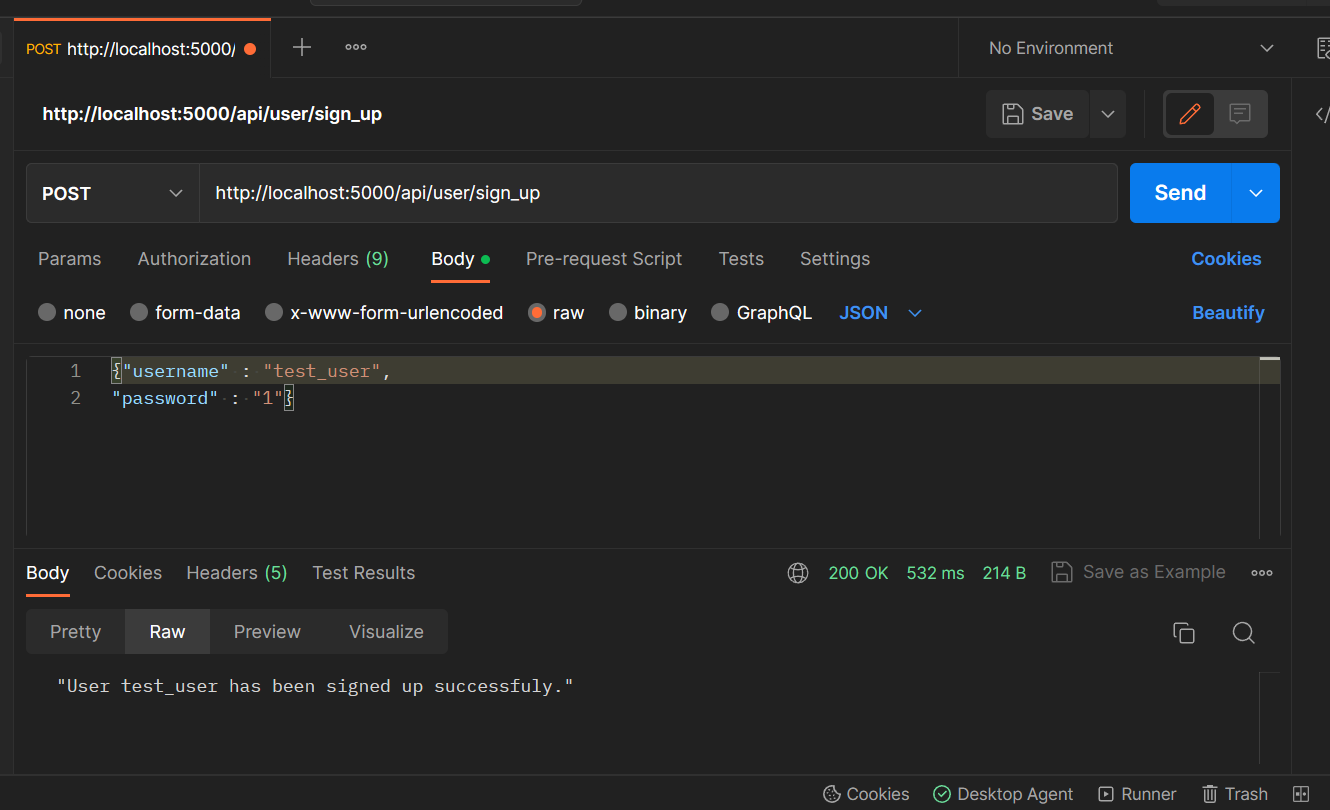 POST http://localhost:5000/
No Environment
http://localhost:5000/api/user/sign_up
Save
POST http://localhost:5000/api/user/sign_up Send
Params Authorization Headers (9) Body Pre-request Script Tests Settings Cookies
none form-data x-www-form-urlencoded raw binary GraphQL JSON Beautify
1 {"username" : "test_user",
2 "password" : "1"}
Body Cookies Headers (5) Test Results 200 OK 532 ms 214 B Save as Example
Pretty Raw Preview Visualize
"User test_user has been signed up successfuly."
Cookies Desktop Agent Runner Trash